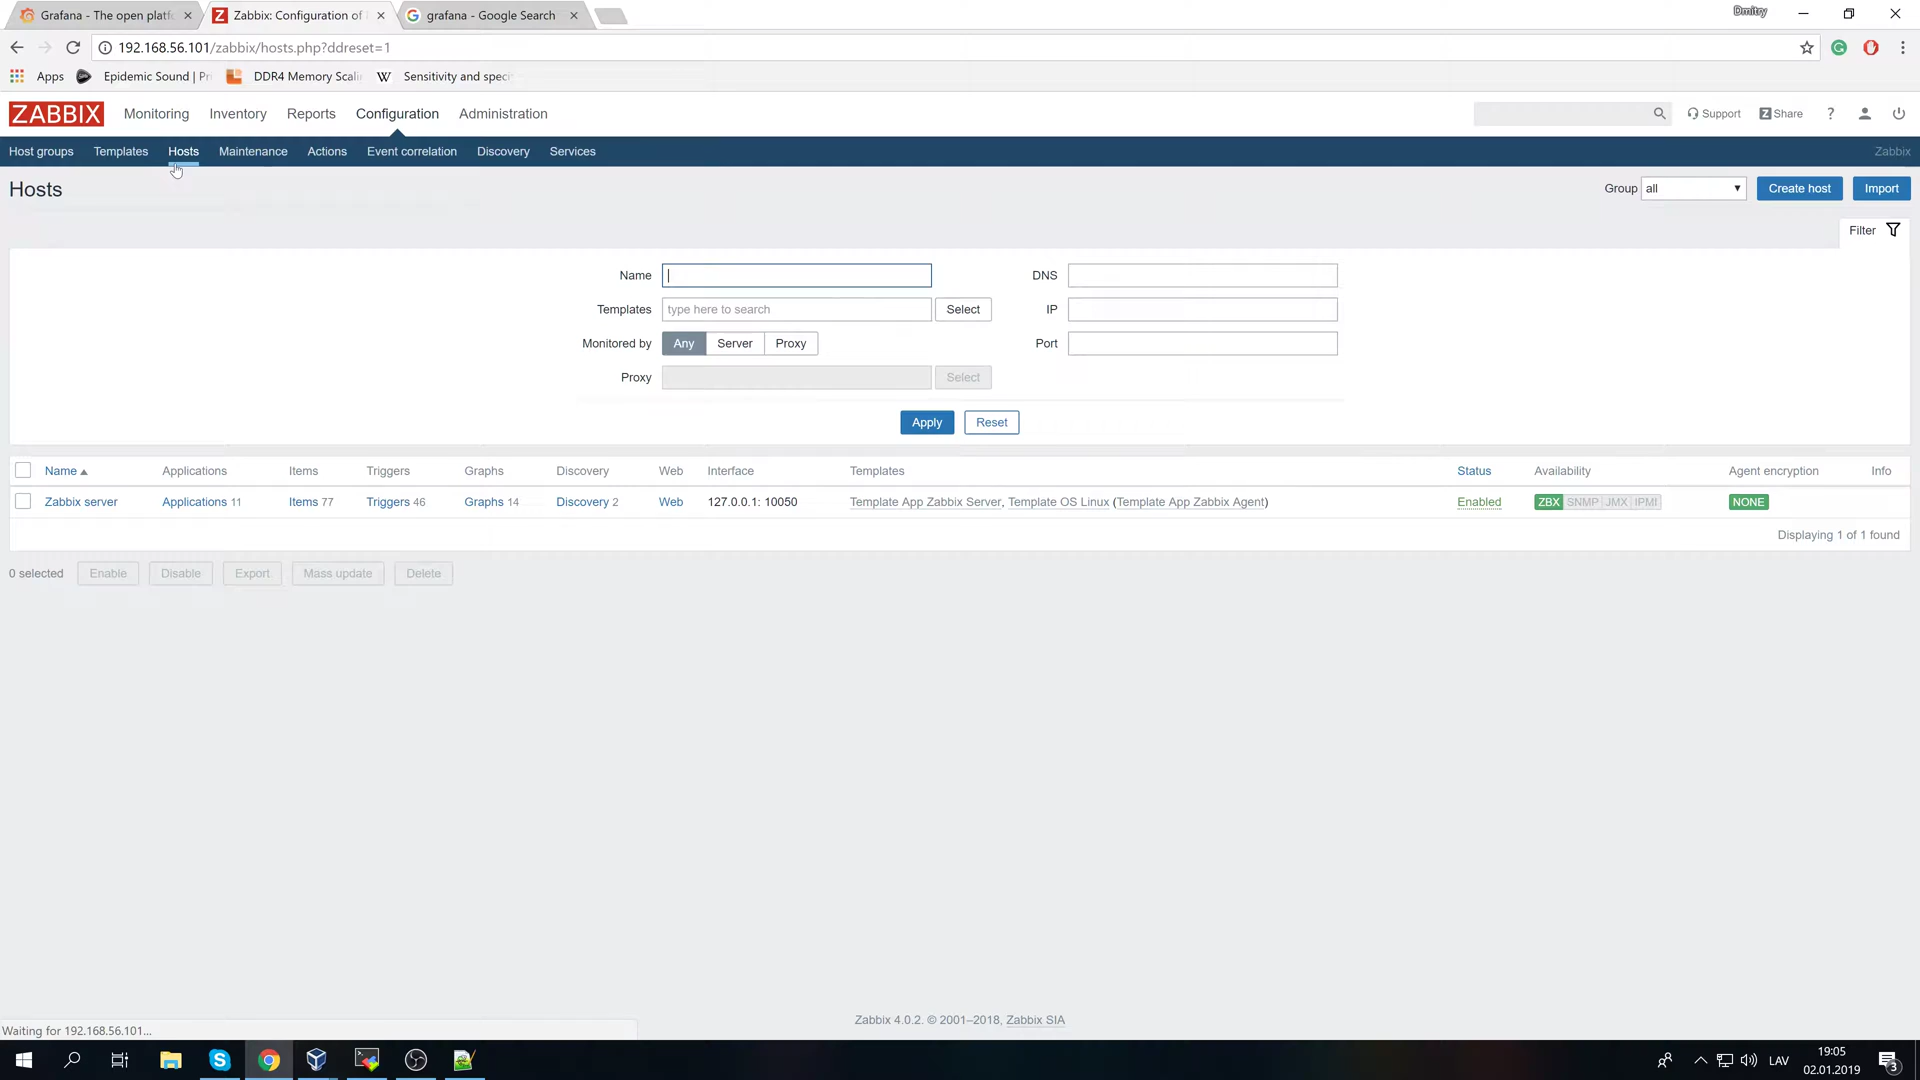 Grafana - The open platf
Zabbix: Configuration of
grafana - Google Search
Dmitry
192.168.56.101/zabbix/hosts.php?ddreset=1
Apps
Epidemic Sound | Pr
DDR4 Memory Scali
W
Sensitivity and speci
ZABBIX
Monitoring
Inventory
Reports
Configuration
Administration
Support
Share
?
Host groups
Templates
Hosts
Maintenance
Actions
Event correlation
Discovery
Services
Zabbix
Hosts
Group
all
Create host
Import
Filter
Name
DNS
Templates
type here to search
Select
IP
Monitored by
Any
Server
Proxy
Port
Proxy
Select
Apply
Reset
Name
Applications
Items
Triggers
Graphs
Discovery
Web
Interface
Templates
Status
Availability
Agent encryption
Info
Zabbix server
Applications 11
Items 77
Triggers 46
Graphs 14
Discovery 2
Web
127.0.0.1: 10050
Template App Zabbix Server, Template OS Linux (Template App Zabbix Agent)
Enabled
ZBX
SNMP
JMX
IPMI
NONE
Displaying 1 of 1 found
0 selected
Enable
Disable
Export
Mass update
Delete
Zabbix 4.0.2. © 2001–2018, Zabbix SIA
Waiting for 192.168.56.101...
LAV
19:05
02.01.2019
3